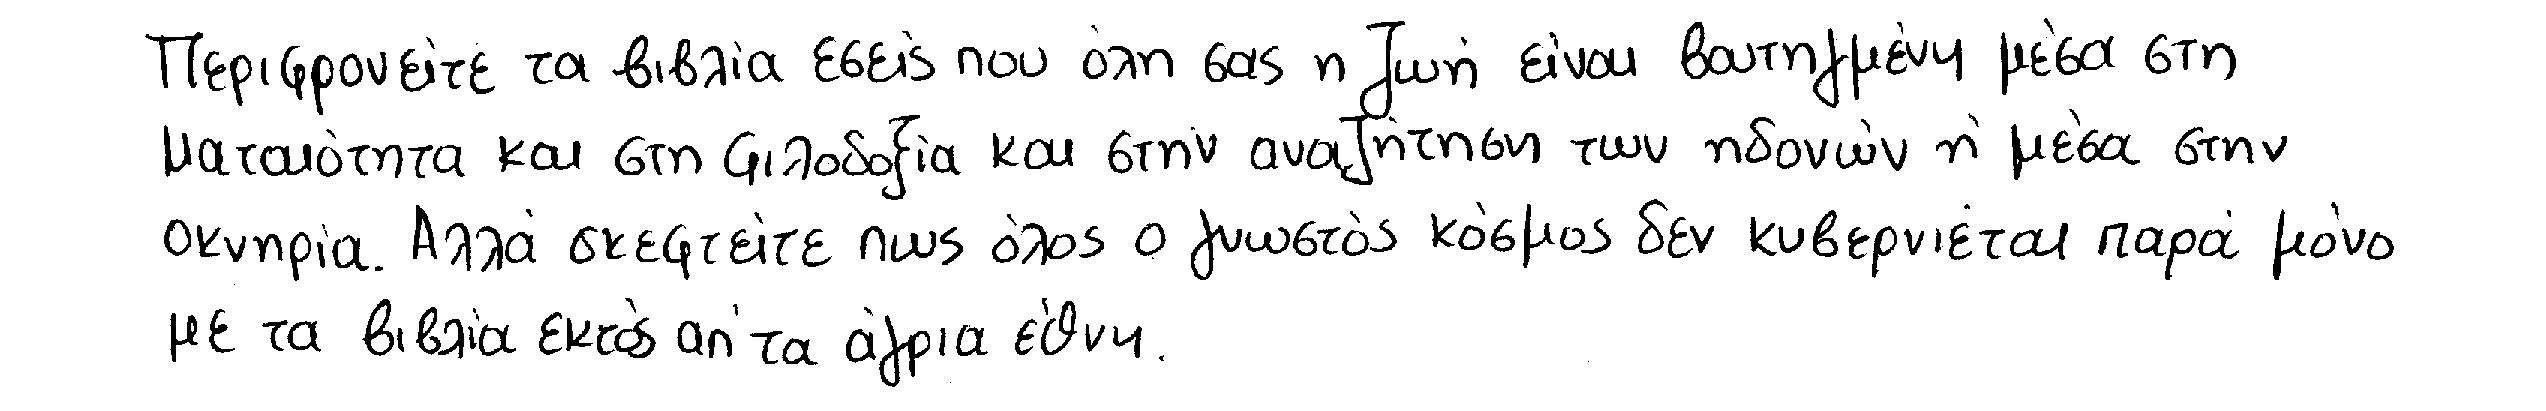 Περιφρονείτε τα βιβλία εσείς που όλη σας η ζωή είναι βουτηγμένη μέσα στη
ματαιότητα και στη φιλοδοξία και στην αναζήτηση των ηδονών ή μέσα στην
οκνηρία. Αλλά σκεφτείτε πως όλος ο γνωστός κόσμος δεν κυβερνιέται παρά μόνο
με τα βιβλία εκτός απ' τα άγρια έθνη.